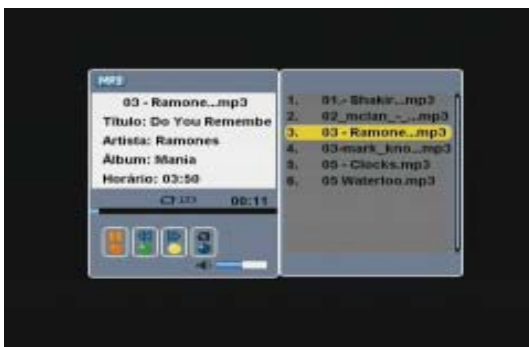 MP3
03 - Ramone...mp3
Título: Do You Remembe
Artista: Ramones
Álbum: Mania
Horário: 03:50
123 00:11
1. 01.- Shakir...mp3
2. 02_mclan_-_...mp3
3. 03 - Ramone...mp3
4. 03-mark_kno...mp3
5. 05 - Clocks.mp3
6. 05 Waterloo.mp3